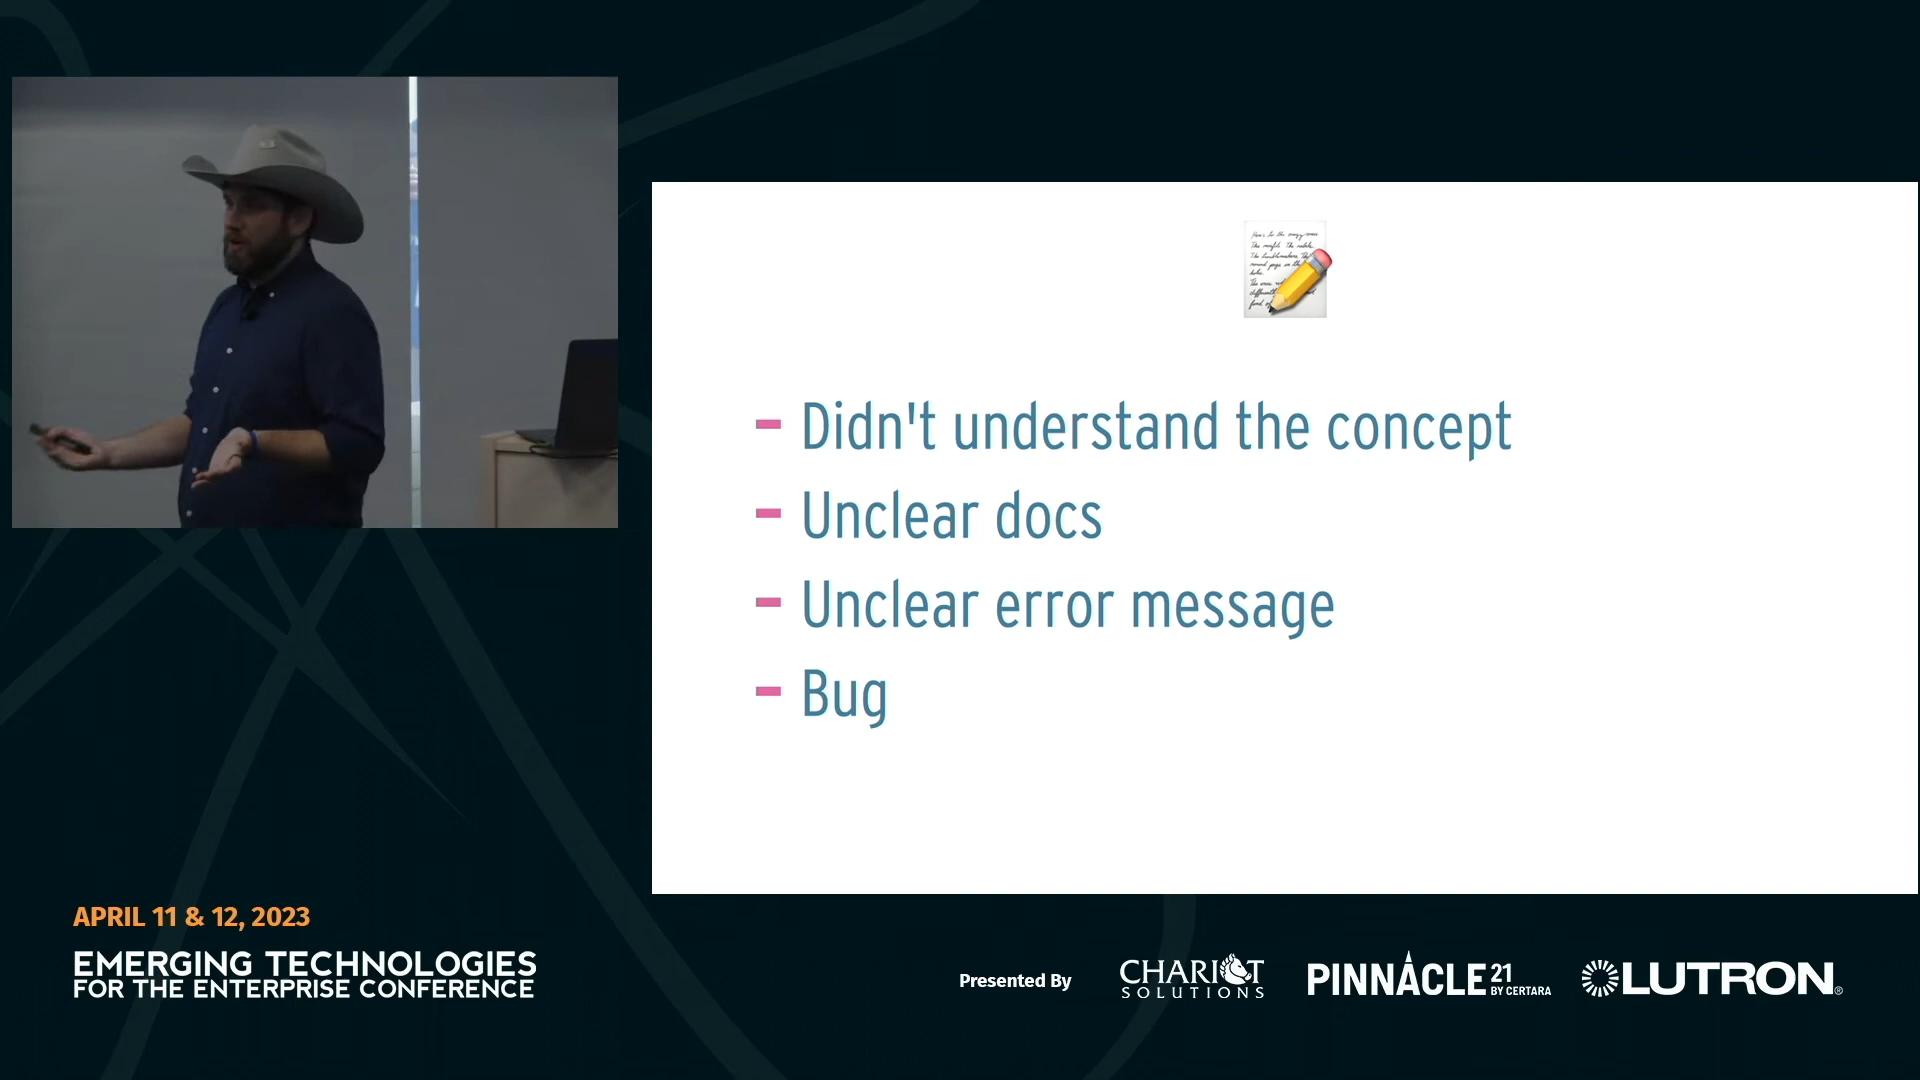 - Didn't understand the concept
- Unclear docs
- Unclear error message
- Bug
APRIL 11 & 12, 2023
EMERGING TECHNOLOGIES
FOR THE ENTERPRISE CONFERENCE
Presented By
CHARIOT
SOLUTIONS
PINNACLE 21
BY CERTARA
LUTRON®